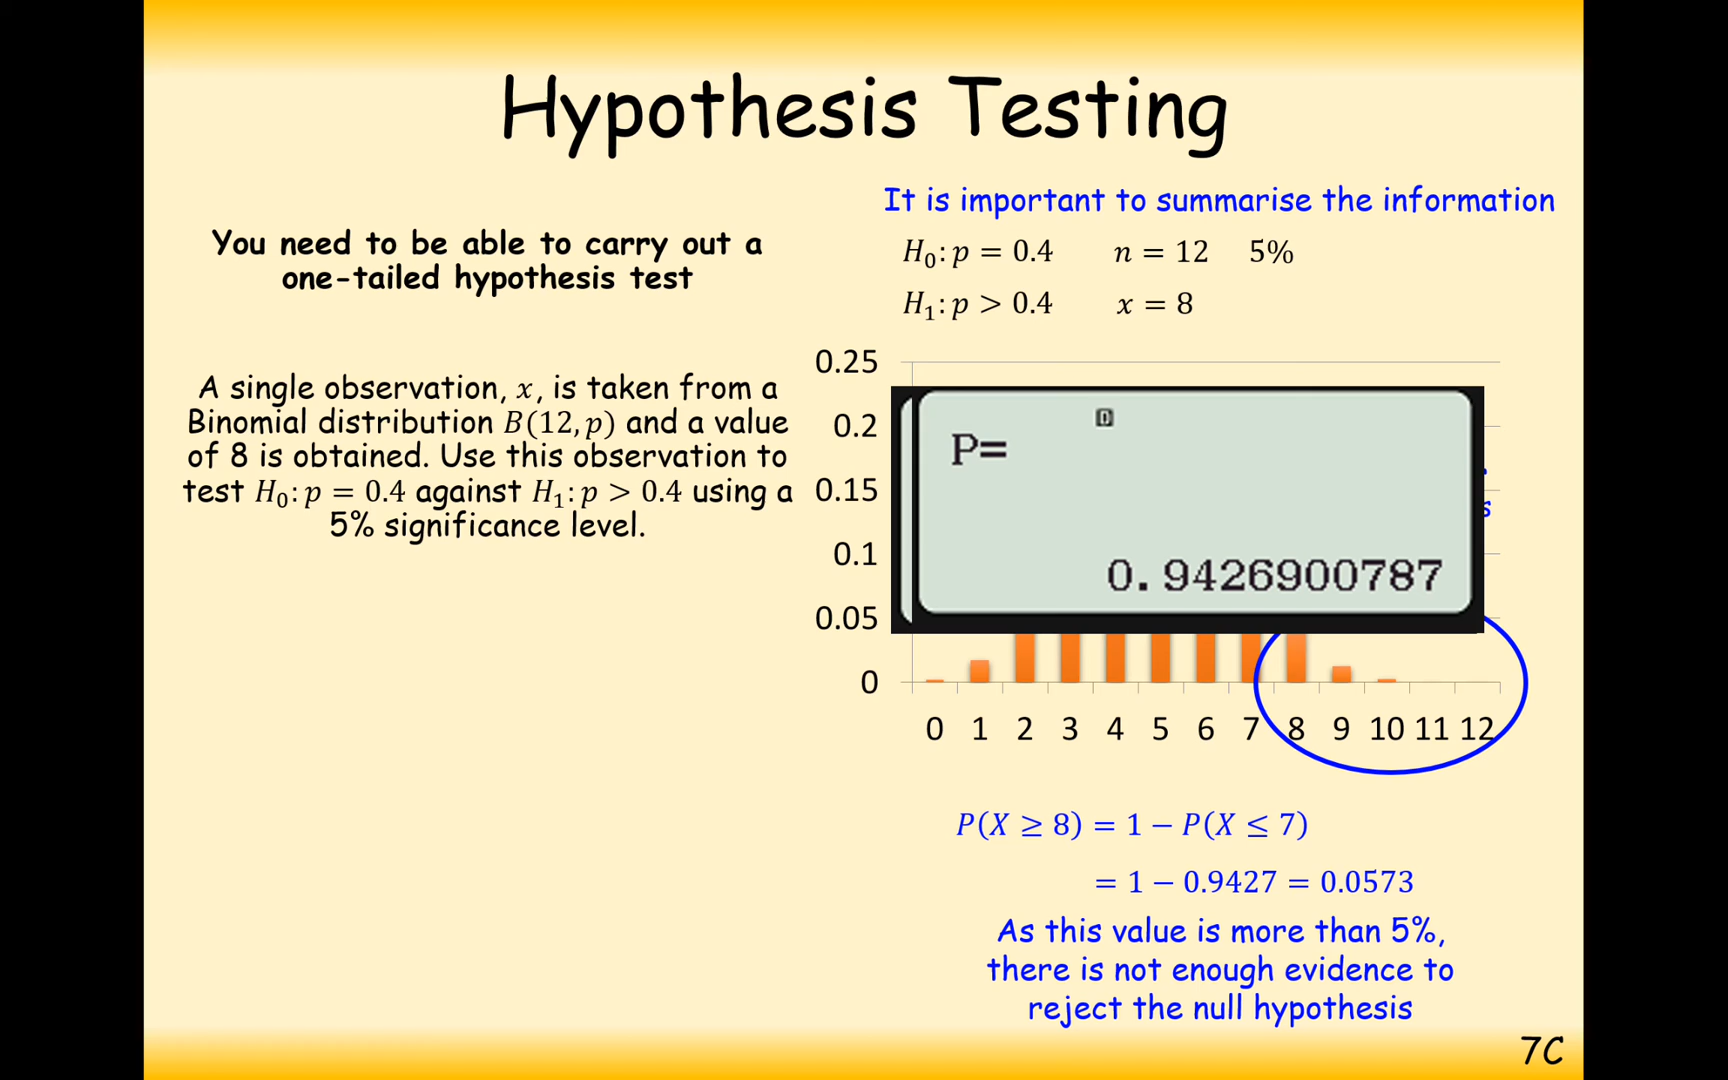 Hypothesis Testing
You need to be able to carry out a
one-tailed hypothesis test
A single observation, x, is taken from a
Binomial distribution B(12, p) and a value
of 8 is obtained. Use this observation to
test H₀: p = 0.4 against H₁: p > 0.4 using a
5% significance level.
It is important to summarise the information
H₀: p = 0.4 n = 12 5%
H₁: p > 0.4 x = 8
0.25
0.2
0.15
0.1
0.05
0
P=
0.9426900787
0 1 2 3 4 5 6 7 8 9 10 11 12
P(X ≥ 8) = 1 − P(X ≤ 7)
= 1 − 0.9427 = 0.0573
As this value is more than 5%,
there is not enough evidence to
reject the null hypothesis
7C